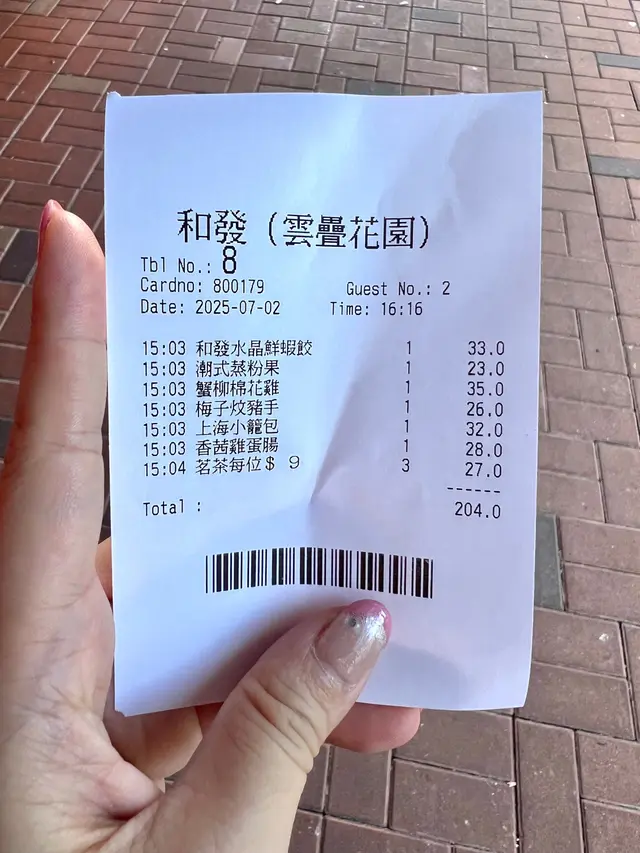 和發（雲疊花園）
Tbl No.: 8
Cardno: 800179 Guest No.: 2
Date: 2025-07-02 Time: 16:16
15:03 和發水晶鮮蝦餃 1 33.0
15:03 潮式蒸粉果 1 23.0
15:03 蟹柳棉花雞 1 35.0
15:03 梅子炆豬手 1 26.0
15:03 上海小籠包 1 32.0
15:03 香茜雞蛋腸 1 28.0
15:04 茗茶每位＄ 9 3 27.0
------
Total : 204.0